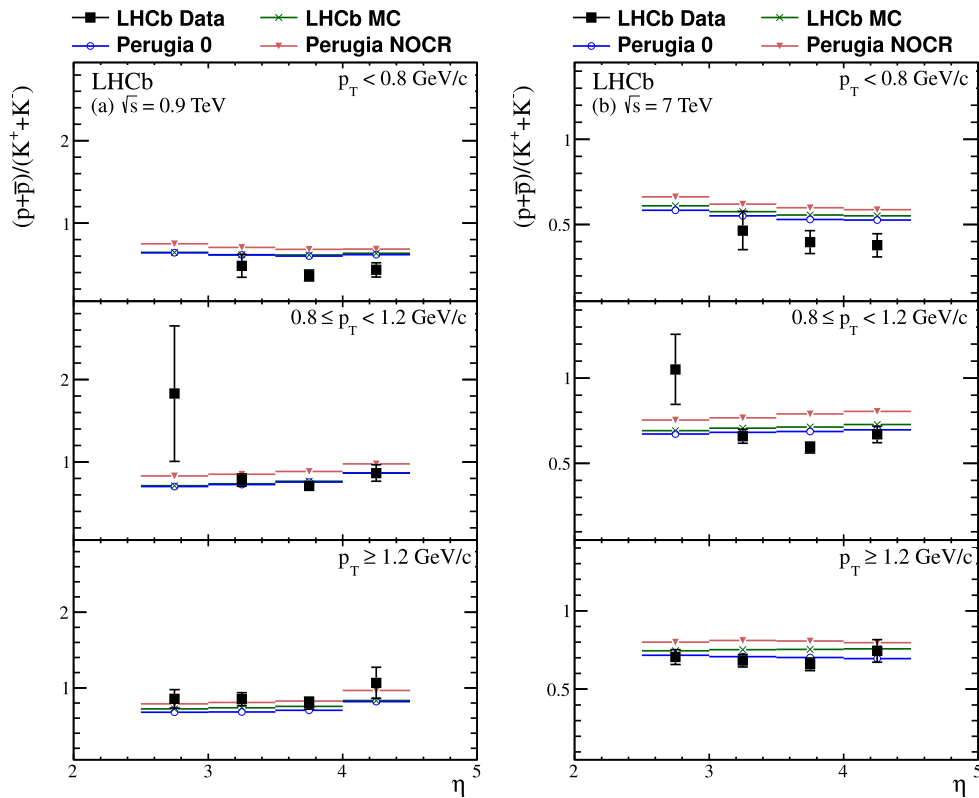 LHCb Data LHCb MC
Perugia 0 Perugia NOCR
LHCb p_T < 0.8 GeV/c
(a) √s = 0.9 TeV
(p+p̅)/(K⁺+K⁻)
2
1
0.8 ≤ p_T < 1.2 GeV/c
2
1
p_T ≥ 1.2 GeV/c
2
1
2 3 4 5
η
LHCb Data LHCb MC
Perugia 0 Perugia NOCR
LHCb p_T < 0.8 GeV/c
(b) √s = 7 TeV
(p+p̅)/(K⁺+K⁻)
1
0.5
0.8 ≤ p_T < 1.2 GeV/c
1
0.5
p_T ≥ 1.2 GeV/c
1
0.5
2 3 4 5
η